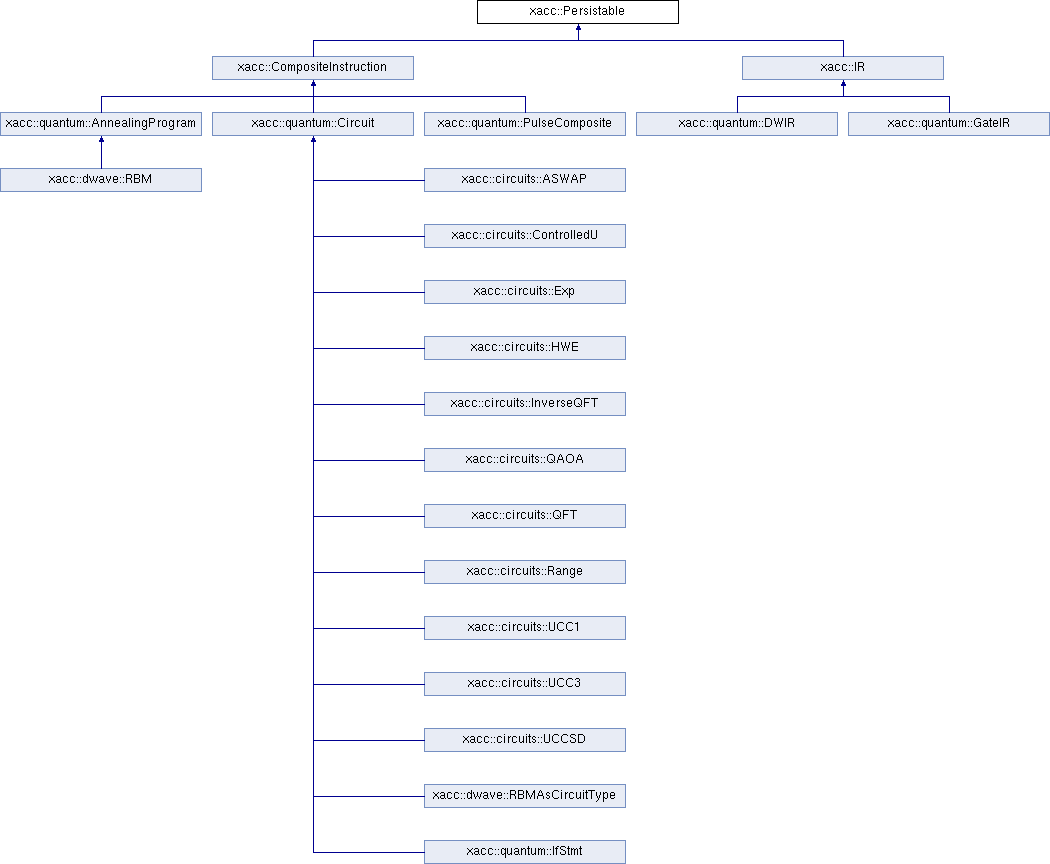 xacc::Persistable
xacc::CompositeInstruction
xacc::IR
xacc::quantum::AnnealingProgram
xacc::quantum::Circuit
xacc::quantum::PulseComposite
xacc::quantum::DWIR
xacc::quantum::GateIR
xacc::dwave::RBM
xacc::circuits::ASWAP
xacc::circuits::ControlledU
xacc::circuits::Exp
xacc::circuits::HWE
xacc::circuits::InverseQFT
xacc::circuits::QAOA
xacc::circuits::QFT
xacc::circuits::Range
xacc::circuits::UCC1
xacc::circuits::UCC3
xacc::circuits::UCCSD
xacc::dwave::RBMAsCircuitType
xacc::quantum::IfStmt